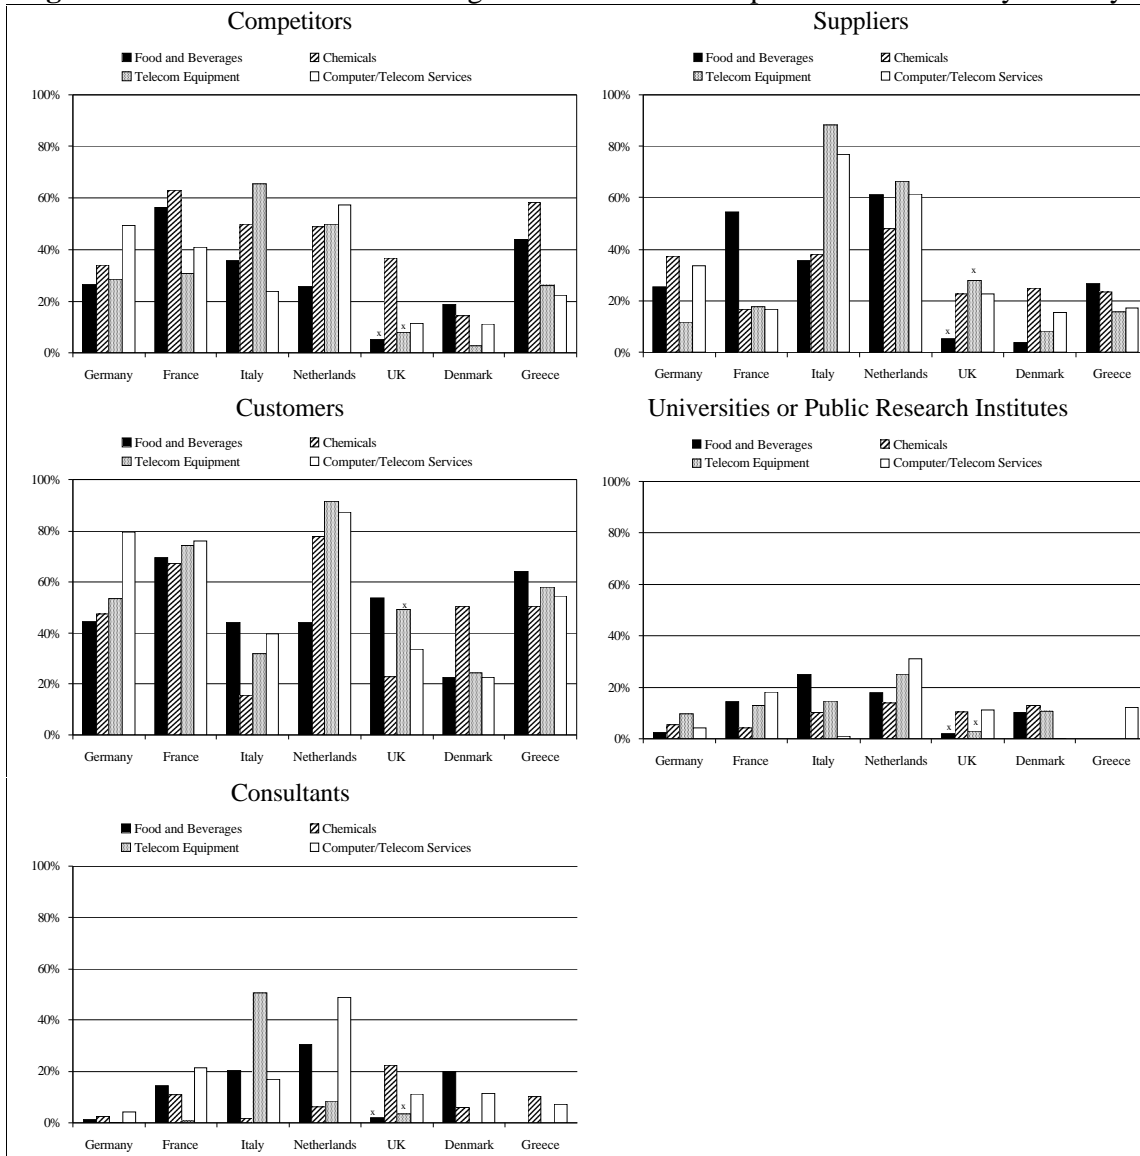 Competitors
Food and Beverages Chemicals
Telecom Equipment Computer/Telecom Services
100%
80%
60%
40%
20%
x x
0%
Germany France Italy Netherlands UK Denmark Greece
Suppliers
Food and Beverages Chemicals
Telecom Equipment Computer/Telecom Services
100%
80%
60%
40%
x
20%
x
0%
Germany France Italy Netherlands UK Denmark Greece
Customers
Food and Beverages Chemicals
Telecom Equipment Computer/Telecom Services
100%
80%
60%
x
40%
20%
0%
Germany France Italy Netherlands UK Denmark Greece
Universities or Public Research Institutes
Food and Beverages Chemicals
Telecom Equipment Computer/Telecom Services
100%
80%
60%
40%
20%
x x
0%
Germany France Italy Netherlands UK Denmark Greece
Consultants
Food and Beverages Chemicals
Telecom Equipment Computer/Telecom Services
100%
80%
60%
40%
20%
x x
0%
Germany France Italy Netherlands UK Denmark Greece